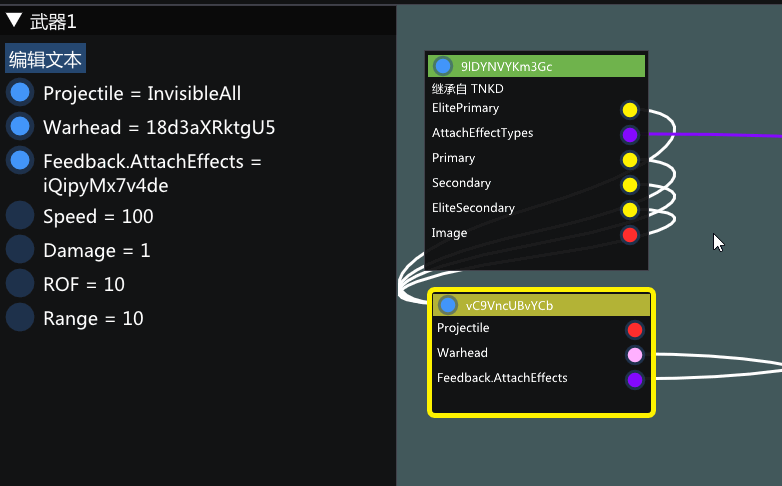 武器1
编辑文本
Projectile = InvisibleAll
Warhead = 18d3aXRktgU5
Feedback.AttachEffects =
iQipyMx7v4de
Speed = 100
Damage = 1
ROF = 10
Range = 10
9lDYNVYKm3Gc
继承自 TNKD
ElitePrimary
AttachEffectTypes
Primary
Secondary
EliteSecondary
Image
vC9VncUBvYCb
Projectile
Warhead
Feedback.AttachEffects